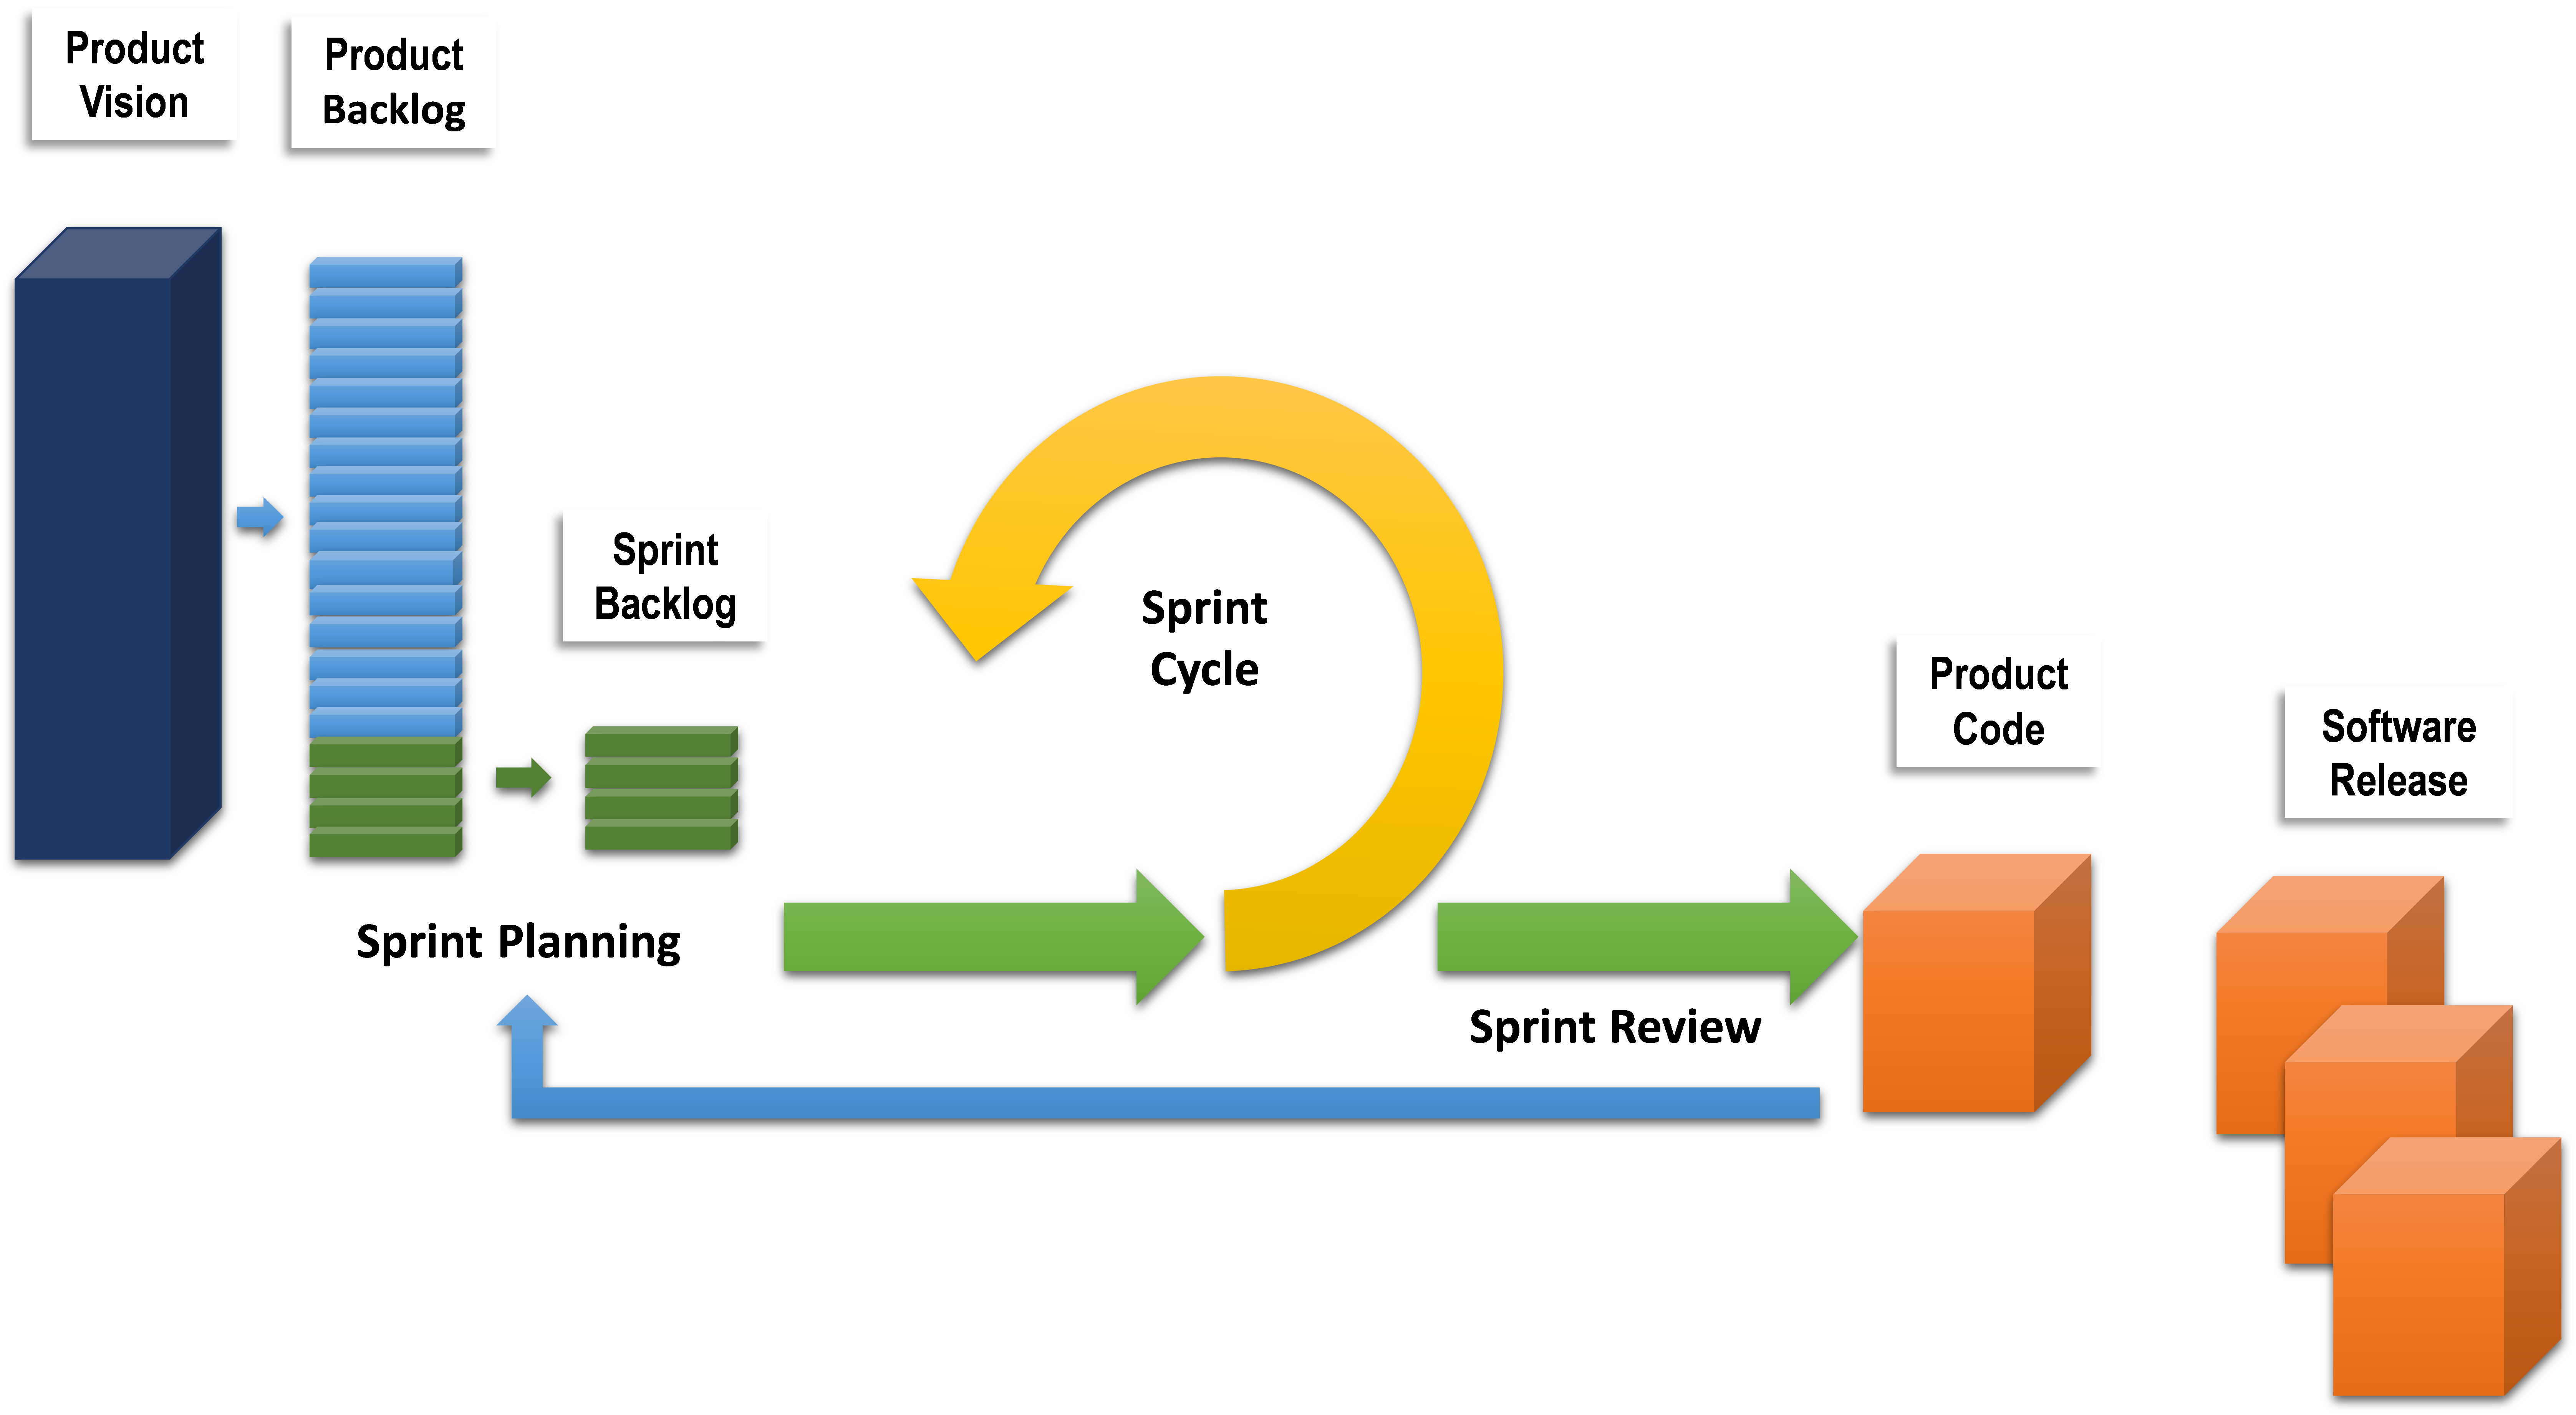 Product
Vision
Product
Backlog
Sprint
Backlog
Sprint
Cycle
Product
Code
Software
Release
Sprint Planning
Sprint Review